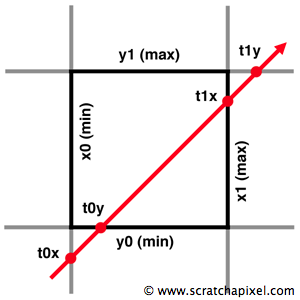 y1 (max)
t1y
t1x
x0 (min)
x1 (max)
t0y
y0 (min)
t0x
© www.scratchapixel.com